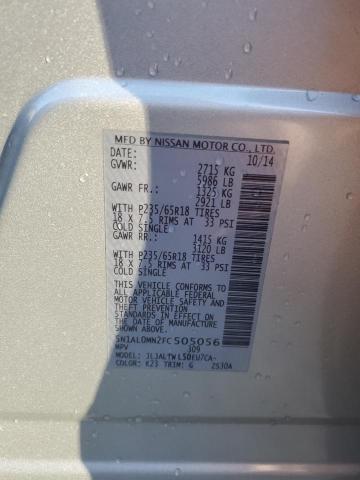 MFD BY NISSAN MOTOR CO., LTD.
DATE: 10/14
GVWR: 2715 KG
5986 LB
GAWR FR.: 1325 KG
2921 LB
WITH P235/65R18 TIRES
18 X 7.5 RIMS AT 33 PSI
COLD SINGLE
GAWR RR.: 1415 KG
3120 LB
WITH P235/65R18 TIRES
18 X 7.5 RIMS AT 33 PSI
COLD SINGLE
THIS VEHICLE CONFORMS TO
ALL APPLICABLE FEDERAL
MOTOR VEHICLE SAFETY AND
THEFT PREVENTION STANDARDS
IN EFFECT ON THE DATE OF
MANUFACTURE SHOWN ABOVE.
5N1AL0MN2FC505056
MPV 309
MODEL:
COLOR: K23 TRIM: G ZS30A